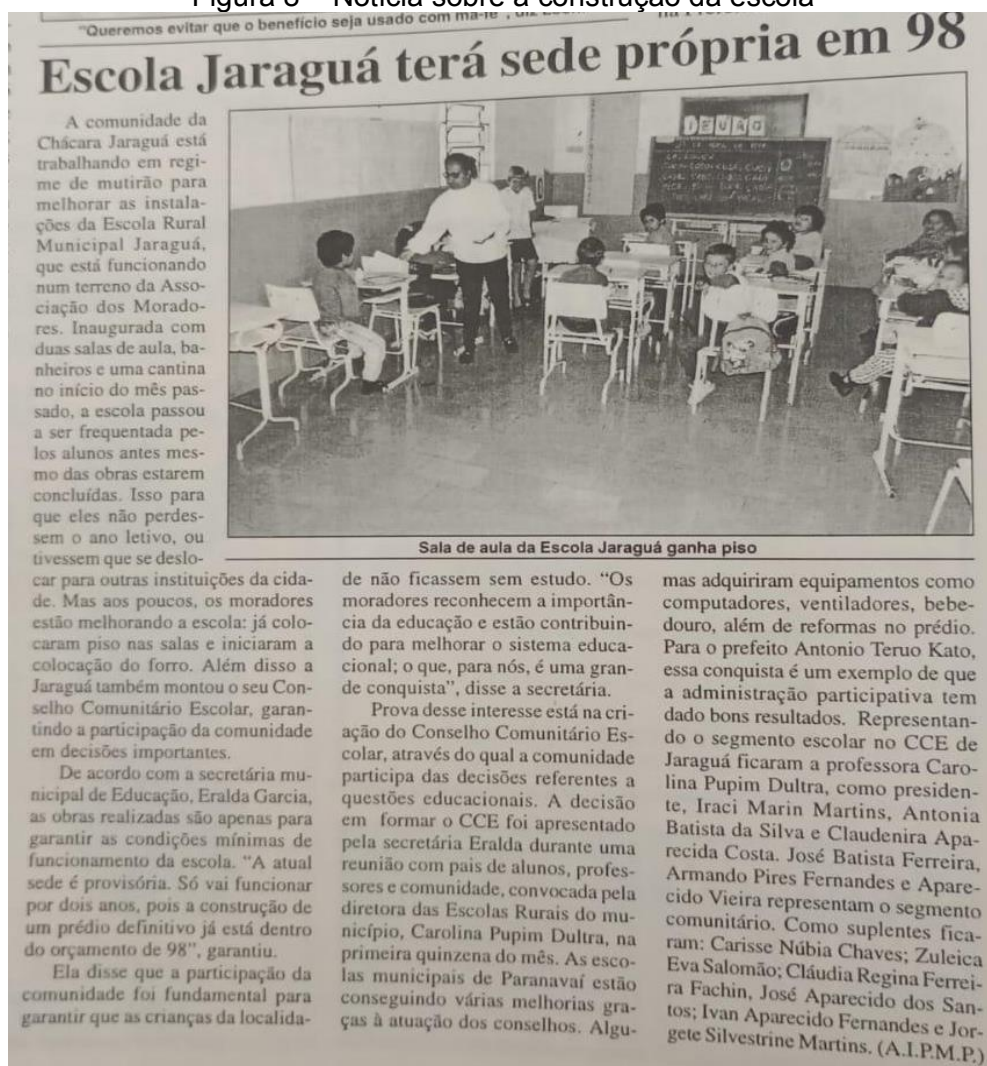 Figura 8 – Notícia sobre a construção da escola
"Queremos evitar que o benefício seja usado com má-fé", diz
Escola Jaraguá terá sede própria em 98
A comunidade da
Chácara Jaraguá está
trabalhando em regi-
me de mutirão para
melhorar as instala-
ções da Escola Rural
Municipal Jaraguá,
que está funcionando
num terreno da Asso-
ciação dos Morado-
res. Inaugurada com
duas salas de aula, ba-
nheiros e uma cantina
no início do mês pas-
sado, a escola passou
a ser frequentada pe-
los alunos antes mes-
mo das obras estarem
concluídas. Isso para
que eles não perdes-
sem o ano letivo, ou
tivessem que se deslo-
car para outras instituições da cida-
de. Mas aos poucos, os moradores
estão melhorando a escola: já colo-
caram piso nas salas e iniciaram a
colocação do forro. Além disso a
Jaraguá também montou o seu Con-
selho Comunitário Escolar, garan-
tindo a participação da comunidade
em decisões importantes.
De acordo com a secretária mu-
nicipal de Educação, Eralda Garcia,
as obras realizadas são apenas para
garantir as condições mínimas de
funcionamento da escola. "A atual
sede é provisória. Só vai funcionar
por dois anos, pois a construção de
um prédio definitivo já está dentro
do orçamento de 98", garantiu.
Ela disse que a participação da
comunidade foi fundamental para
garantir que as crianças da localida-
Sala de aula da Escola Jaraguá ganha piso
de não ficassem sem estudo. "Os
moradores reconhecem a importân-
cia da educação e estão contribuin-
do para melhorar o sistema educa-
cional; o que, para nós, é uma gran-
de conquista", disse a secretária.
Prova desse interesse está na cri-
ação do Conselho Comunitário Es-
colar, através do qual a comunidade
participa das decisões referentes a
questões educacionais. A decisão
em formar o CCE foi apresentado
pela secretária Eralda durante uma
reunião com pais de alunos, profes-
sores e comunidade, convocada pela
diretora das Escolas Rurais do mu-
nicípio, Carolina Pupim Dultra, na
primeira quinzena do mês. As esco-
las municipais de Paranavaí estão
conseguindo várias melhorias gra-
ças à atuação dos conselhos. Algu-
mas adquiriram equipamentos como
computadores, ventiladores, bebe-
douro, além de reformas no prédio.
Para o prefeito Antonio Teruo Kato,
essa conquista é um exemplo de que
a administração participativa tem
dado bons resultados. Representan-
do o segmento escolar no CCE de
Jaraguá ficaram a professora Caro-
lina Pupim Dultra, como presiden-
te, Iraci Marin Martins, Antonia
Batista da Silva e Claudenira Apa-
recida Costa. José Batista Ferreira,
Armando Pires Fernandes e Apare-
cido Vieira representam o segmento
comunitário. Como suplentes fica-
ram: Carisse Núbia Chaves; Zuleica
Eva Salomão; Cláudia Regina Ferrei-
ra Fachin, José Aparecido dos San-
tos; Ivan Aparecido Fernandes e Jor-
gete Silvestrine Martins. (A.I.P.M.P.)